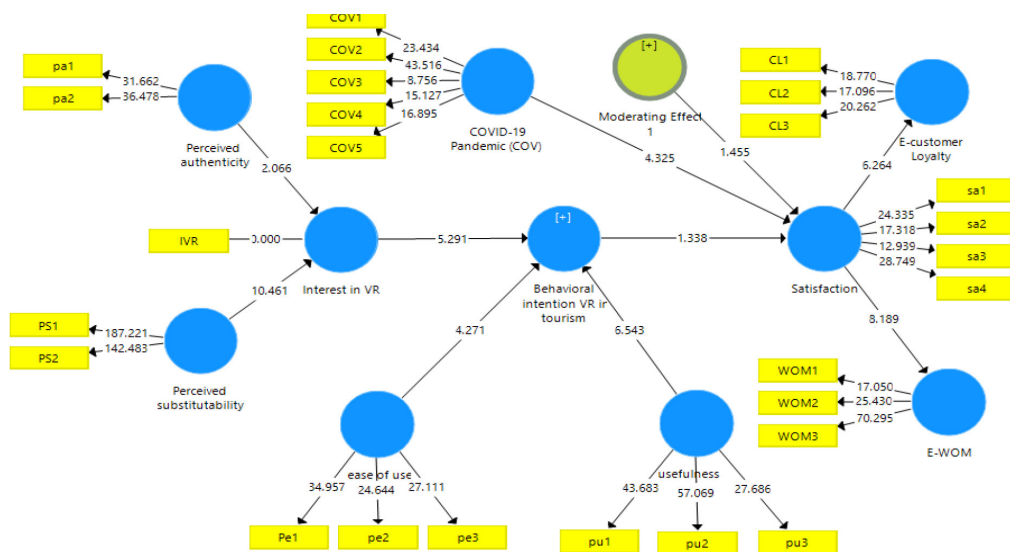 COV1
COV2
COV3
COV4
COV5
23.434
43.516
8.756
15.127
16.895
COVID-19
Pandemic (COV)
[+]
Moderating Effect
1
CL1
CL2
CL3
18.770
17.096
20.262
E-customer
Loyalty
pa1
pa2
31.662
36.478
Perceived
authenticity
2.066
4.325
1.455
6.264
IVR
0.000
Interest in VR
5.291
[+]
Behavioral
intention VR in
tourism
1.338
Satisfaction
24.335
17.318
12.939
28.749
sa1
sa2
sa3
sa4
10.461
PS1
PS2
187.221
142.483
Perceived
substitutability
4.271
6.543
8.189
WOM1
WOM2
WOM3
17.050
25.430
70.295
E-WOM
ease of use
34.957
24.644
27.111
Pe1
pe2
pe3
usefulness
43.683
57.069
27.686
pu1
pu2
pu3